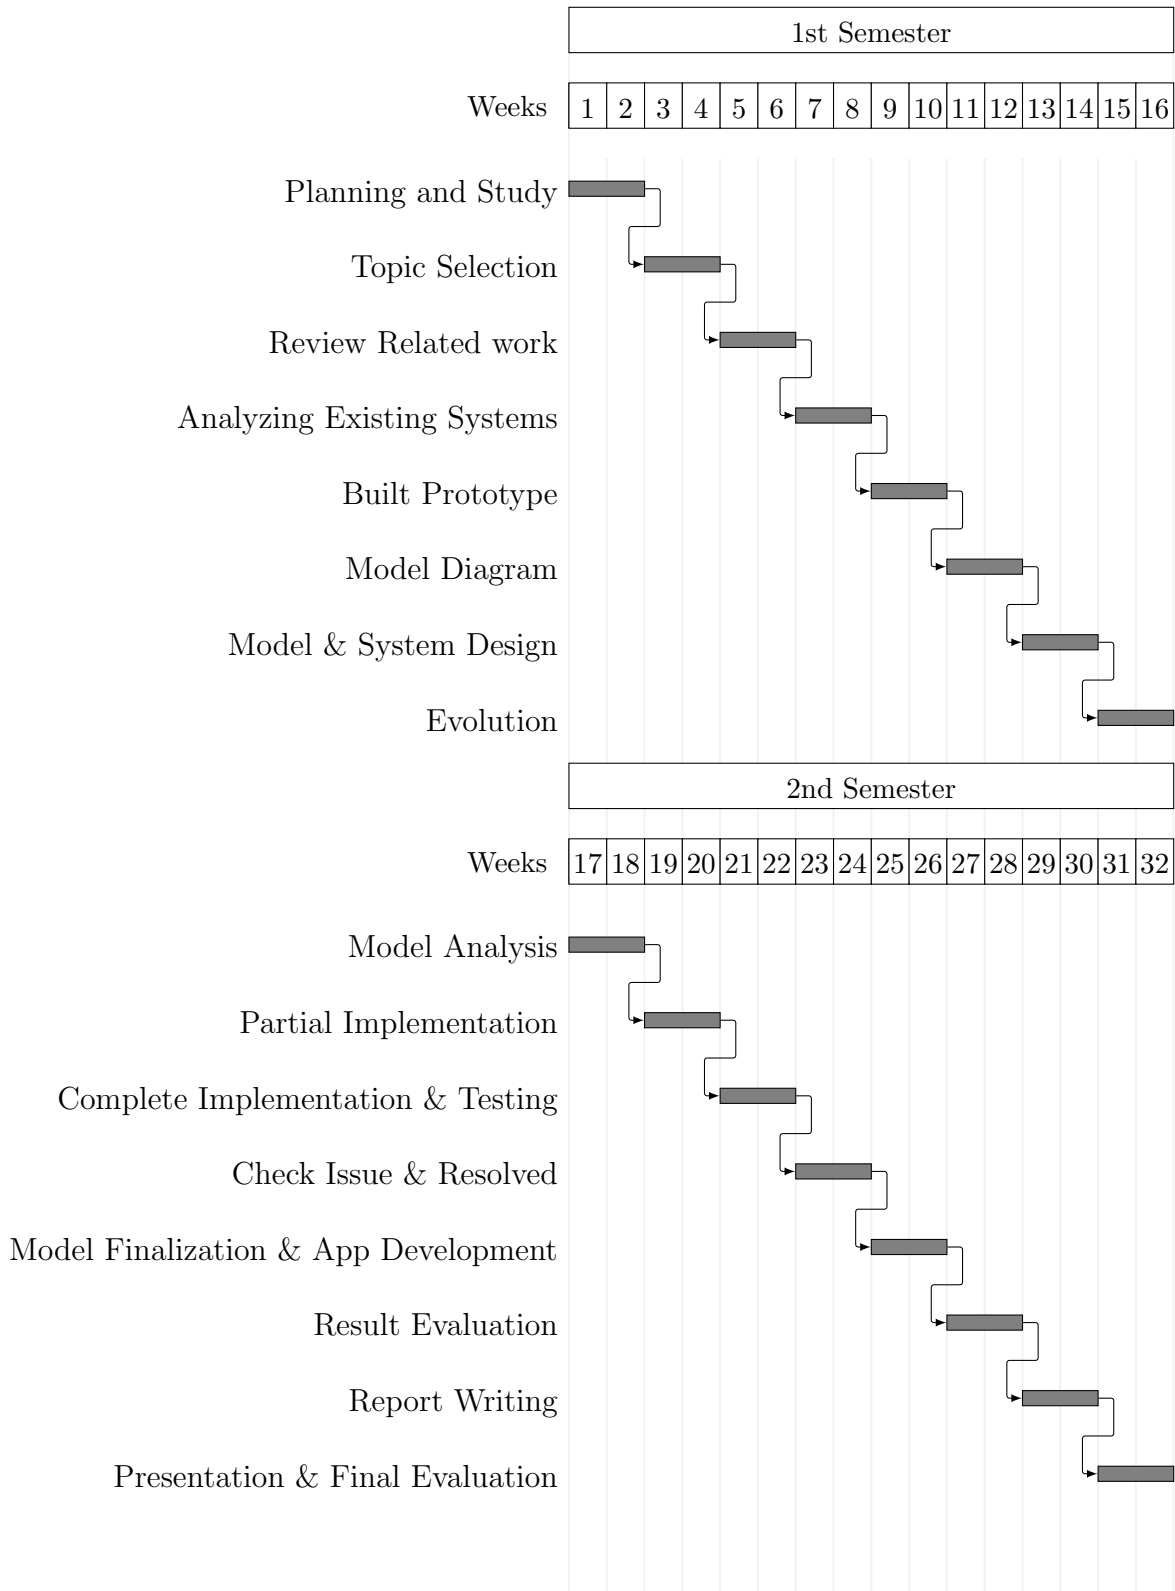 1st Semester
Weeks 1 2 3 4 5 6 7 8 9 10 11 12 13 14 15 16
Planning and Study
Topic Selection
Review Related work
Analyzing Existing Systems
Built Prototype
Model Diagram
Model & System Design
Evolution
2nd Semester
Weeks 17 18 19 20 21 22 23 24 25 26 27 28 29 30 31 32
Model Analysis
Partial Implementation
Complete Implementation & Testing
Check Issue & Resolved
Model Finalization & App Development
Result Evaluation
Report Writing
Presentation & Final Evaluation